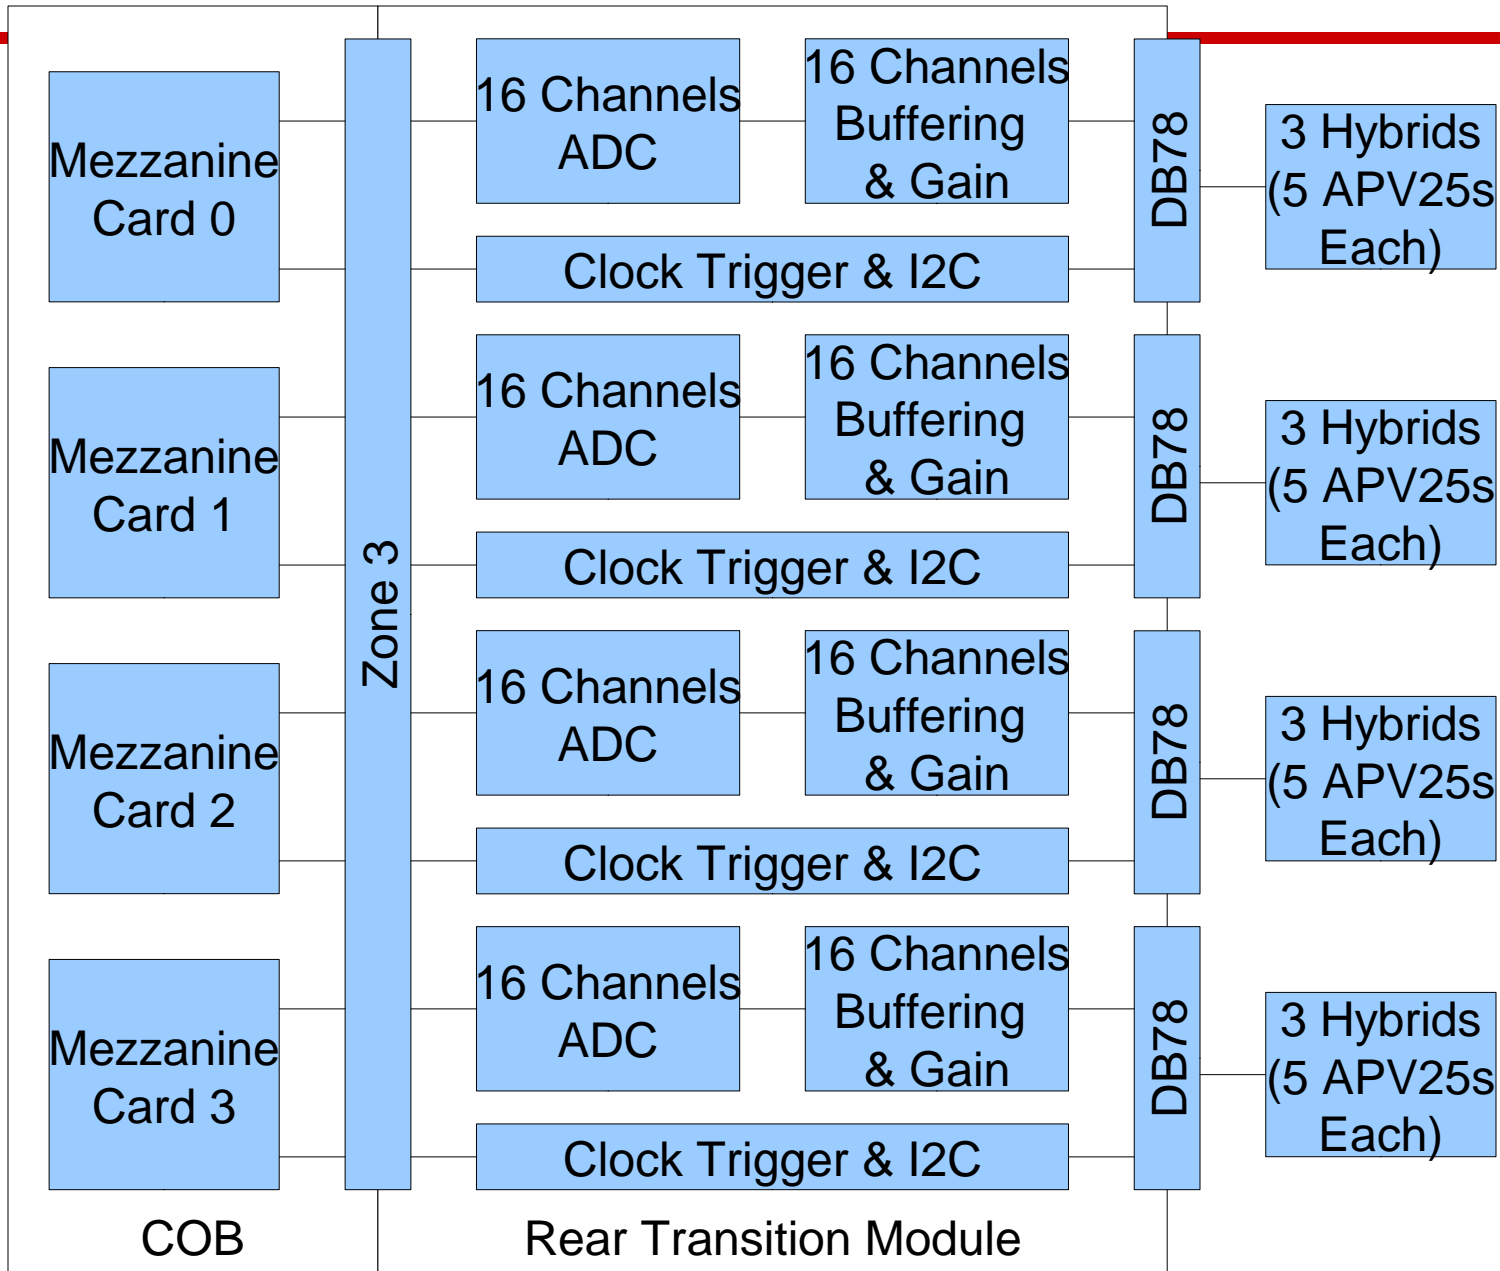 Mezzanine
Card 0
16 Channels
ADC
16 Channels
Buffering
& Gain
Clock Trigger & I2C
DB78
3 Hybrids
(5 APV25s
Each)
Mezzanine
Card 1
16 Channels
ADC
16 Channels
Buffering
& Gain
Clock Trigger & I2C
DB78
3 Hybrids
(5 APV25s
Each)
Zone 3
Mezzanine
Card 2
16 Channels
ADC
16 Channels
Buffering
& Gain
Clock Trigger & I2C
DB78
3 Hybrids
(5 APV25s
Each)
Mezzanine
Card 3
16 Channels
ADC
16 Channels
Buffering
& Gain
Clock Trigger & I2C
DB78
3 Hybrids
(5 APV25s
Each)
COB
Rear Transition Module